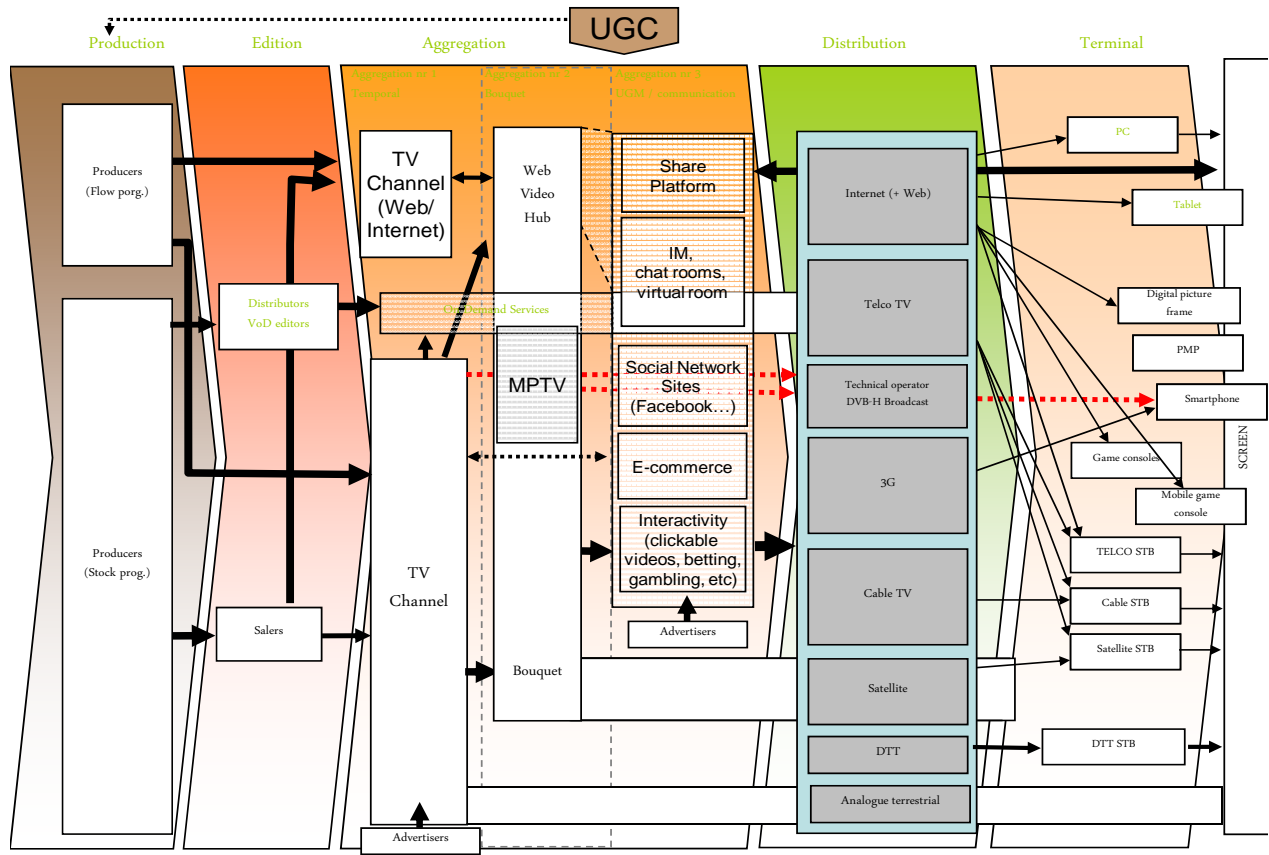 UGC
Production
Edition
Aggregation
Distribution
Terminal
Aggregation nr 1
Temporal
Aggregation nr 2
Bouquet
Aggregation nr 3
UGM / communication
Producers
(Flow porg.)
Producers
(Stock prog.)
Distributors
VoD editors
Salers
TV
Channel
(Web/
Internet)
On Demand Services
TV
Channel
Advertisers
Web
Video
Hub
MPTV
Bouquet
Share
Platform
IM,
chat rooms,
virtual room
Social Network
Sites
(Facebook…)
E-commerce
Interactivity
(clickable
videos, betting,
gambling, etc)
Advertisers
Internet (+ Web)
Telco TV
Technical operator
DVB-H Broadcast
3G
Cable TV
Satellite
DTT
Analogue terrestrial
PC
Tablet
Digital picture
frame
PMP
Smartphone
Game consoles
Mobile game
console
TELCO STB
Cable STB
Satellite STB
DTT STB
SCREEN